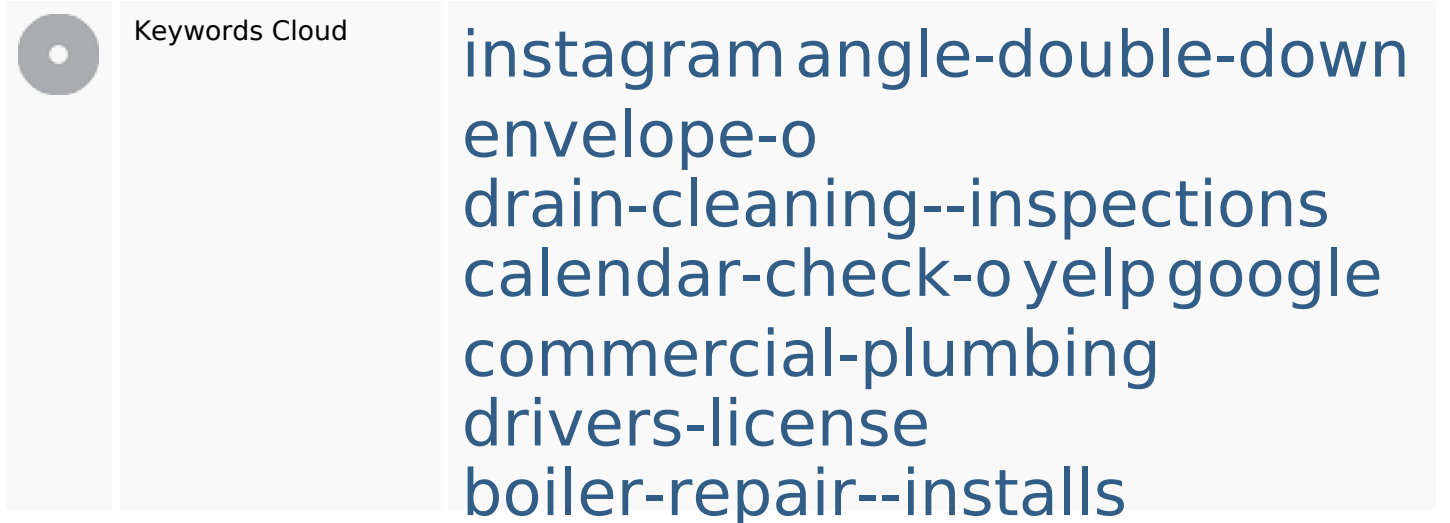 Keywords Cloud
instagram angle-double-down
envelope-o
drain-cleaning--inspections
calendar-check-o yelp google
commercial-plumbing
drivers-license
boiler-repair--installs